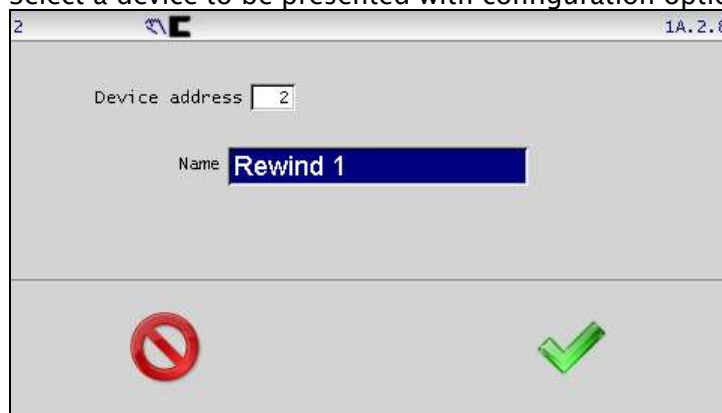 Select a device to be presented with configuration optio
2 1A.2.8
Device address 2
Name Rewind 1